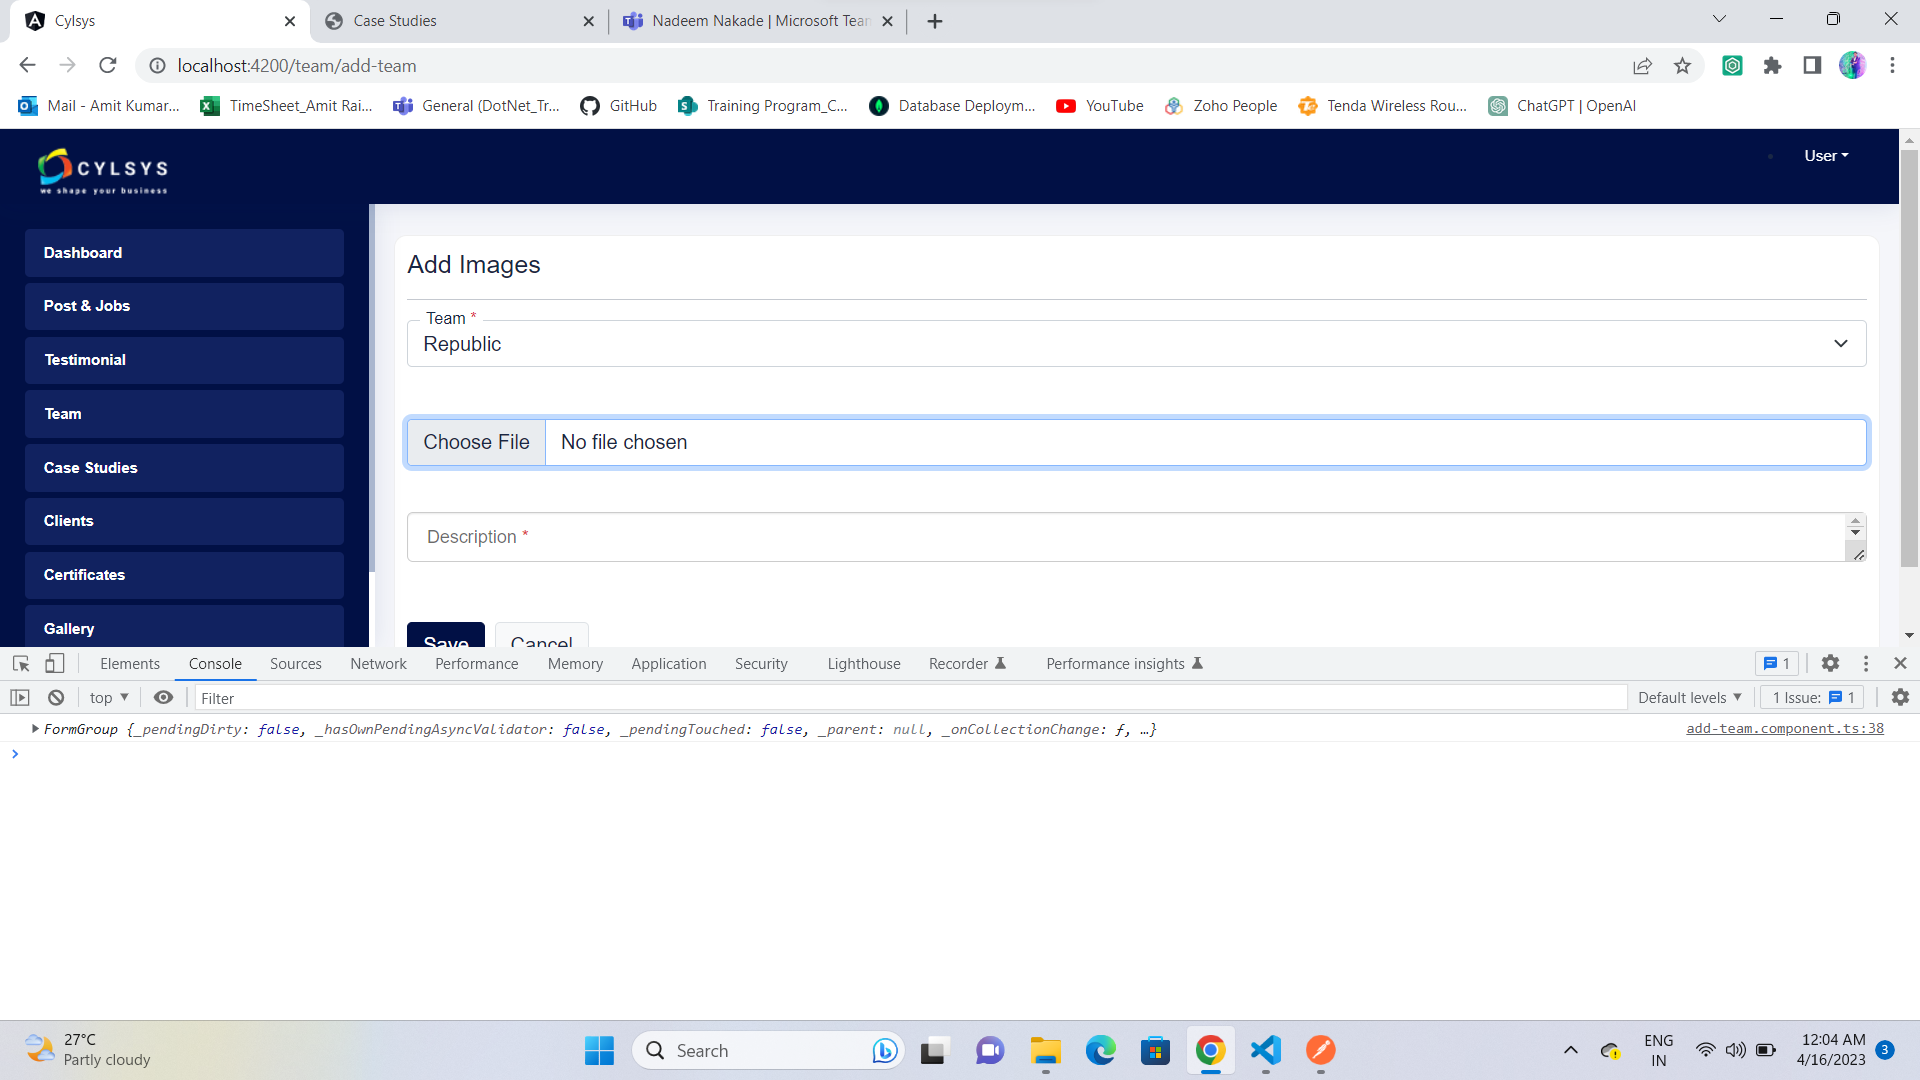 Cylsys
Case Studies
Nadeem Nakade | Microsoft Tean
localhost:4200/team/add-team
Mail - Amit Kumar...
TimeSheet_Amit Rai...
General (DotNet_Tr...
GitHub
Training Program_C...
Database Deploym...
YouTube
Zoho People
Tenda Wireless Rou...
ChatGPT | OpenAI
CYLSYS
we shape your business
User
Dashboard
Post & Jobs
Testimonial
Team
Case Studies
Clients
Certificates
Gallery
Add Images
Team *
Republic
Choose File
No file chosen
Description *
Save
Cancel
Elements
Console
Sources
Network
Performance
Memory
Application
Security
Lighthouse
Recorder
Performance insights
1
top
Filter
Default levels
1 Issue:
1
FormGroup {_pendingDirty: false, _hasOwnPendingAsyncValidator: false, _pendingTouched: false, _parent: null, _onCollectionChange: ƒ, …}
add-team.component.ts:38
27°C
Partly cloudy
Search
ENG
IN
12:04 AM
4/16/2023
3